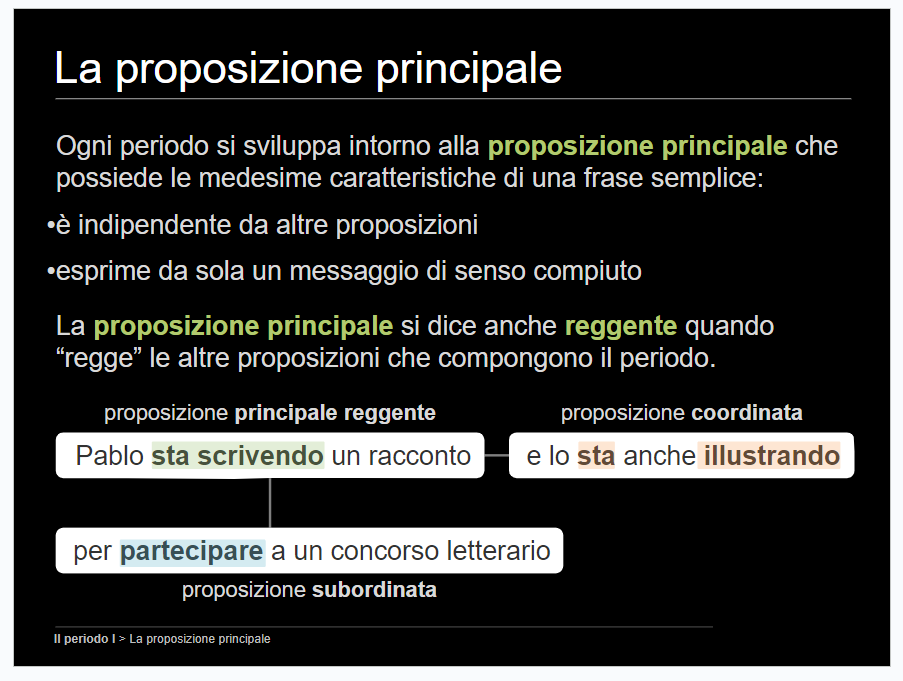 La proposizione principale
Ogni periodo si sviluppa intorno alla proposizione principale che
possiede le medesime caratteristiche di una frase semplice:
•è indipendente da altre proposizioni
•esprime da sola un messaggio di senso compiuto
La proposizione principale si dice anche reggente quando
“regge” le altre proposizioni che compongono il periodo.
proposizione principale reggente
proposizione coordinata
Pablo sta scrivendo un racconto
e lo sta anche illustrando
per partecipare a un concorso letterario
proposizione subordinata
Il periodo I > La proposizione principale